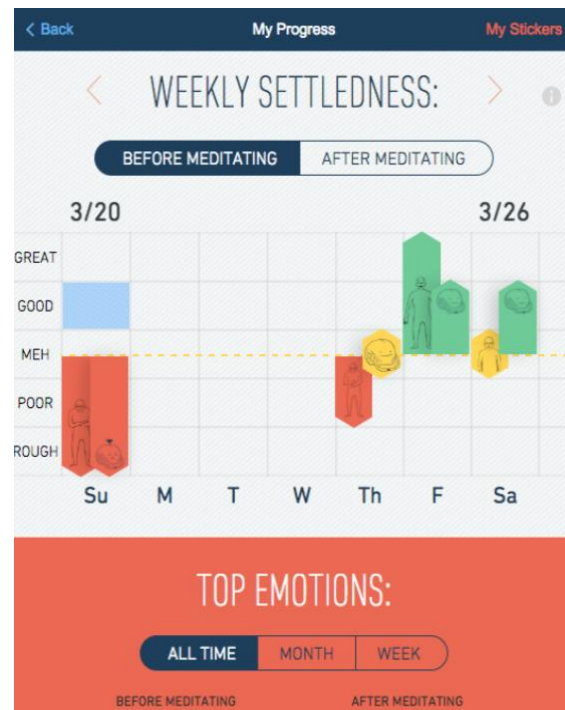 < Back My Progress My Stickers
< WEEKLY SETTLEDNESS: > i
BEFORE MEDITATING AFTER MEDITATING
3/20 3/26
GREAT
GOOD
MEH
POOR
ROUGH
Su M T W Th F Sa
TOP EMOTIONS:
ALL TIME MONTH WEEK
BEFORE MEDITATING AFTER MEDITATING